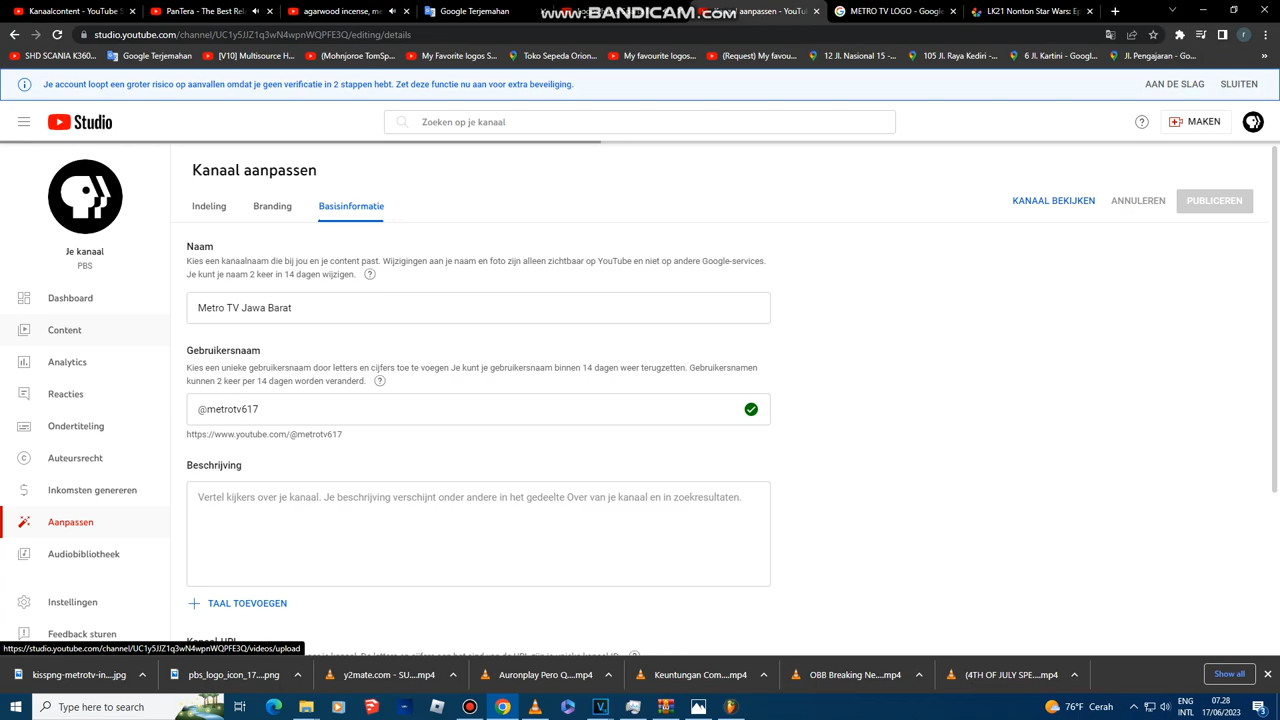 Kanaalcontent - YouTube S
www.BANDICAM.com
Google Terjemahan
aanpassen - YouTu
METRO TV LOGO - Google
LK21 Nonton Star Wars Ep
studio.youtube.com/channel/UC1y5JJZ1q3wN4wpnWQPFE3Q/editing/details
SHD SCANIA K360...
Google Terjemahan
[V10] Multisource H...
(Mohnjoroe TomSp...
My Favorite logos S...
Toko Sepeda Orion...
My favourite logos...
(Request) My favou...
12 Jl. Nasional 15 -...
105 Jl. Raya Kediri -...
6 Jl. Kartini - Googl...
Jl. Pengajaran - Go...
Je account loopt een groter risico op aanvallen omdat je geen verificatie in 2 stappen hebt. Zet deze functie nu aan voor extra beveiliging.
AAN DE SLAG
SLUITEN
Studio
Zoeken op je kanaal
MAKEN
Kanaal aanpassen
Indeling
Branding
Basisinformatie
KANAAL BEKIJKEN
ANNULEREN
PUBLICEREN
Je kanaal
PBS
Dashboard
Content
Analytics
Reacties
Ondertiteling
Auteursrecht
Inkomsten genereren
Aanpassen
Audiobibliotheek
Instellingen
Feedback sturen
Naam
Kies een kanaalnaam die bij jou en je content past. Wijzigingen aan je naam en foto zijn alleen zichtbaar op YouTube en niet op andere Google-services.
Je kunt je naam 2 keer in 14 dagen wijzigen.
Metro TV Jawa Barat
Gebruikersnaam
Kies een unieke gebruikersnaam door letters en cijfers toe te voegen Je kunt je gebruikersnaam binnen 14 dagen weer terugzetten. Gebruikersnamen
kunnen 2 keer per 14 dagen worden veranderd.
@metrotv617
https://www.youtube.com/@metrotv617
Beschrijving
Vertel kijkers over je kanaal. Je beschrijving verschijnt onder andere in het gedeelte Over van je kanaal en in zoekresultaten.
TAAL TOEVOEGEN
Kanaal URL
https://studio.youtube.com/channel/UC1y5JJZ1q3wN4wpnWQPFE3Q/videos/upload
kisspng-metrotv-in....jpg
pbs_logo_icon_17....png
y2mate.com - SU....mp4
Auronplay Pero Q....mp4
Keuntungan Com....mp4
OBB Breaking Ne....mp4
(4TH OF JULY SPE....mp4
Show all
Type here to search
76°F Cerah
ENG
INTL
07.28
17/06/2023